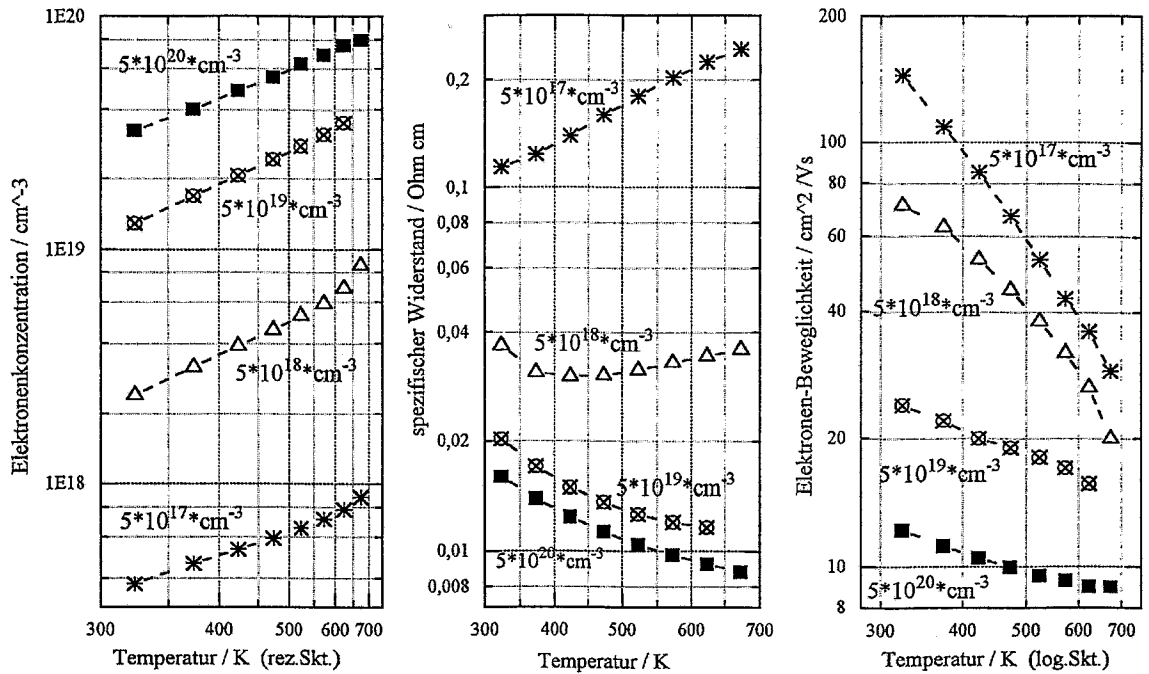 1E20
1E19
1E18
Elektronenkonzentration / cm^-3
5*10^20*cm^-3
5*10^19*cm^-3
5*10^18*cm^-3
5*10^17*cm^-3
300 400 500 600 700
Temperatur / K (rez.Skt.)
0,2
0,1
0,08
0,06
0,04
0,02
0,01
0,008
spezifischer Widerstand / Ohm cm
5*10^17*cm^-3
5*10^18*cm^-3
5*10^19*cm^-3
5*10^20*cm^-3
300 400 500 600 700
Temperatur / K
200
100
80
60
40
20
10
8
Elektronen-Beweglichkeit / cm^2 /Vs
5*10^17*cm^-3
5*10^18*cm^-3
5*10^19*cm^-3
5*10^20*cm^-3
300 400 500 600 700
Temperatur / K (log.Skt.)